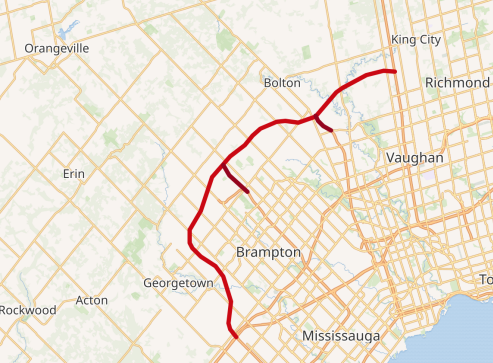 King City
Orangeville
Bolton
Richmond
Vaughan
Erin
Brampton
Georgetown
To
Acton
Rockwood
Mississauga